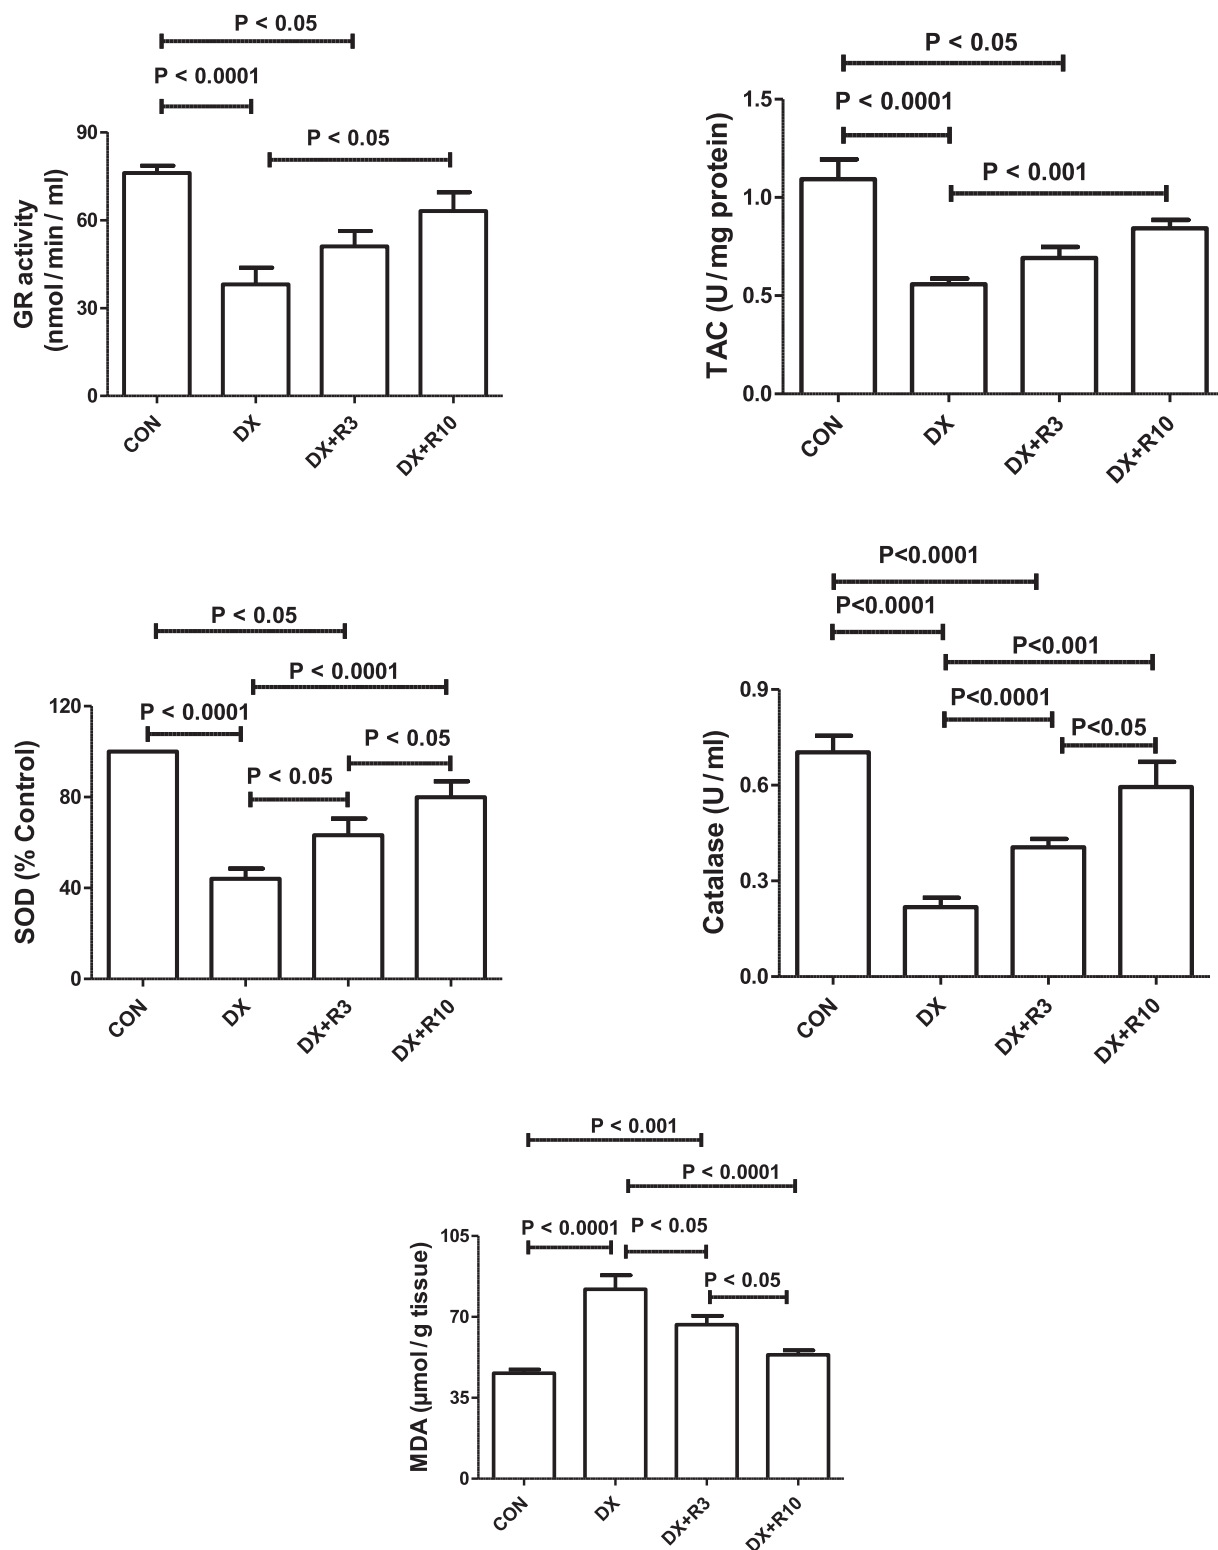 P < 0.05
P < 0.0001
P < 0.05
90
60
30
0
GR activity
(nmol/min / ml)
CON
DX
DX+R3
DX+R10
P < 0.05
P < 0.0001
P < 0.001
1.5
1.0
0.5
0.0
TAC (U/mg protein)
CON
DX
DX+R3
DX+R10
P < 0.05
P < 0.0001
P < 0.0001
P < 0.05
P < 0.05
120
80
40
0
SOD (% Control)
CON
DX
DX+R3
DX+R10
P<0.0001
P<0.0001
P<0.001
P<0.0001
P<0.05
0.9
0.6
0.3
0.0
Catalase (U/ml)
CON
DX
DX+R3
DX+R10
P < 0.001
P < 0.0001
P < 0.0001
P < 0.05
P < 0.05
105
70
35
0
MDA (μmol/g tissue)
CON
DX
DX+R3
DX+R10